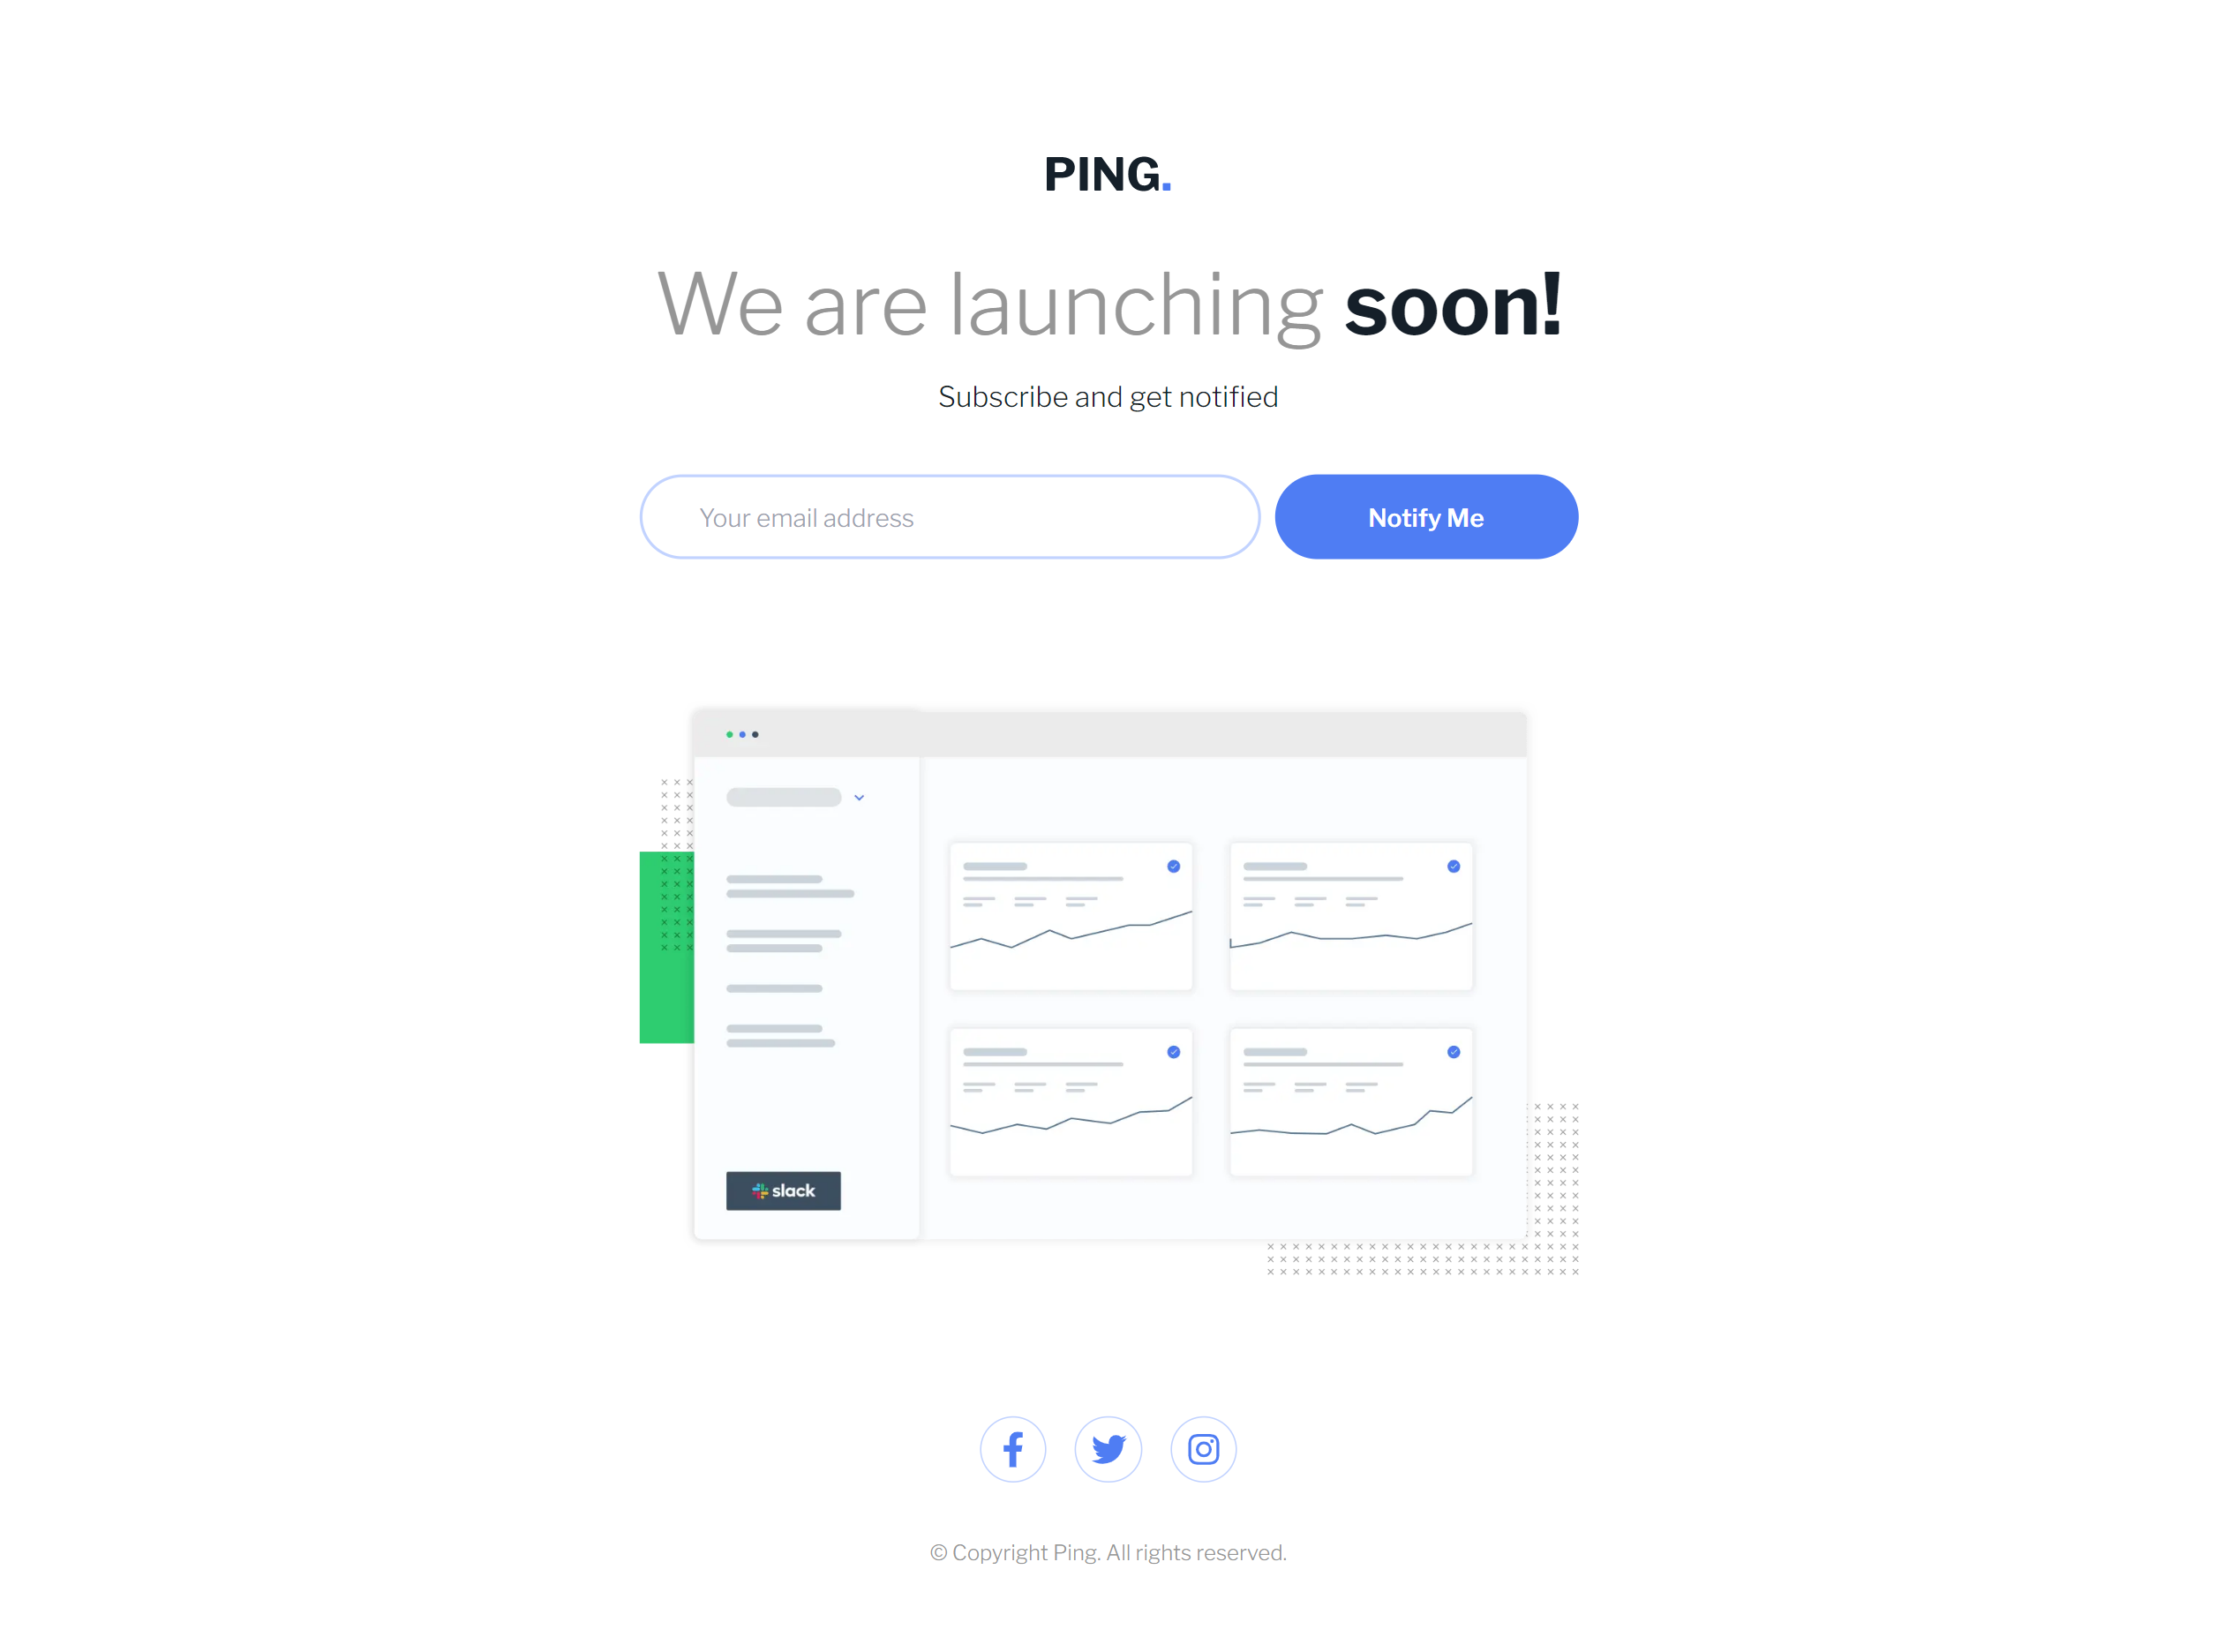 PING.
We are launching soon!
Subscribe and get notified
Your email address
Notify Me
slack
© Copyright Ping. All rights reserved.